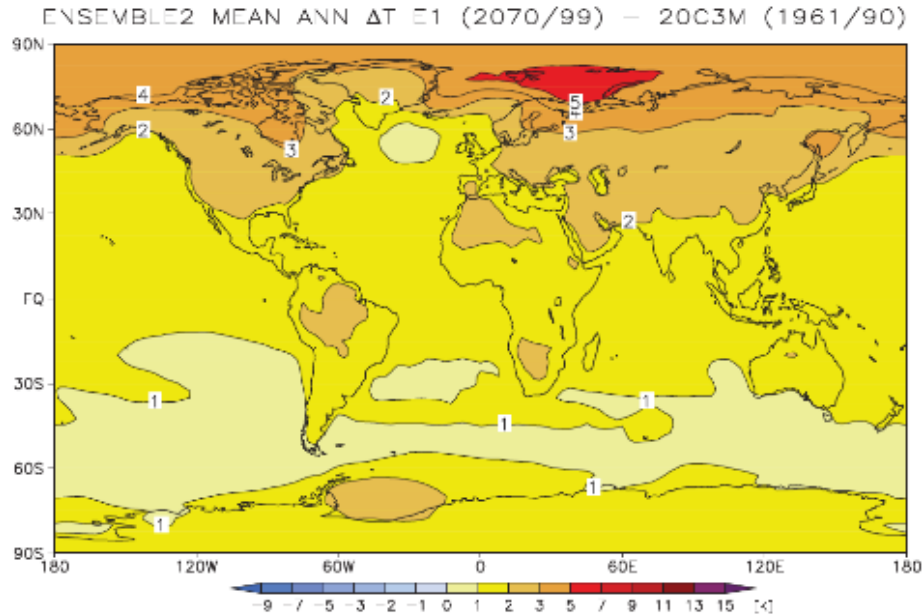 ENSEMBLE2 MEAN ANN ΔT E1 (2070/99) – 20C3M (1961/90)
90N
4 2 5
4
60N 2 3 3
30N 2
EQ
30S 1 1
1
60S 1
1
90S
180 120W 60W 0 60E 120E 180
-9 -7 -5 -3 -2 -1 0 1 2 3 5 7 9 11 13 15 [K]